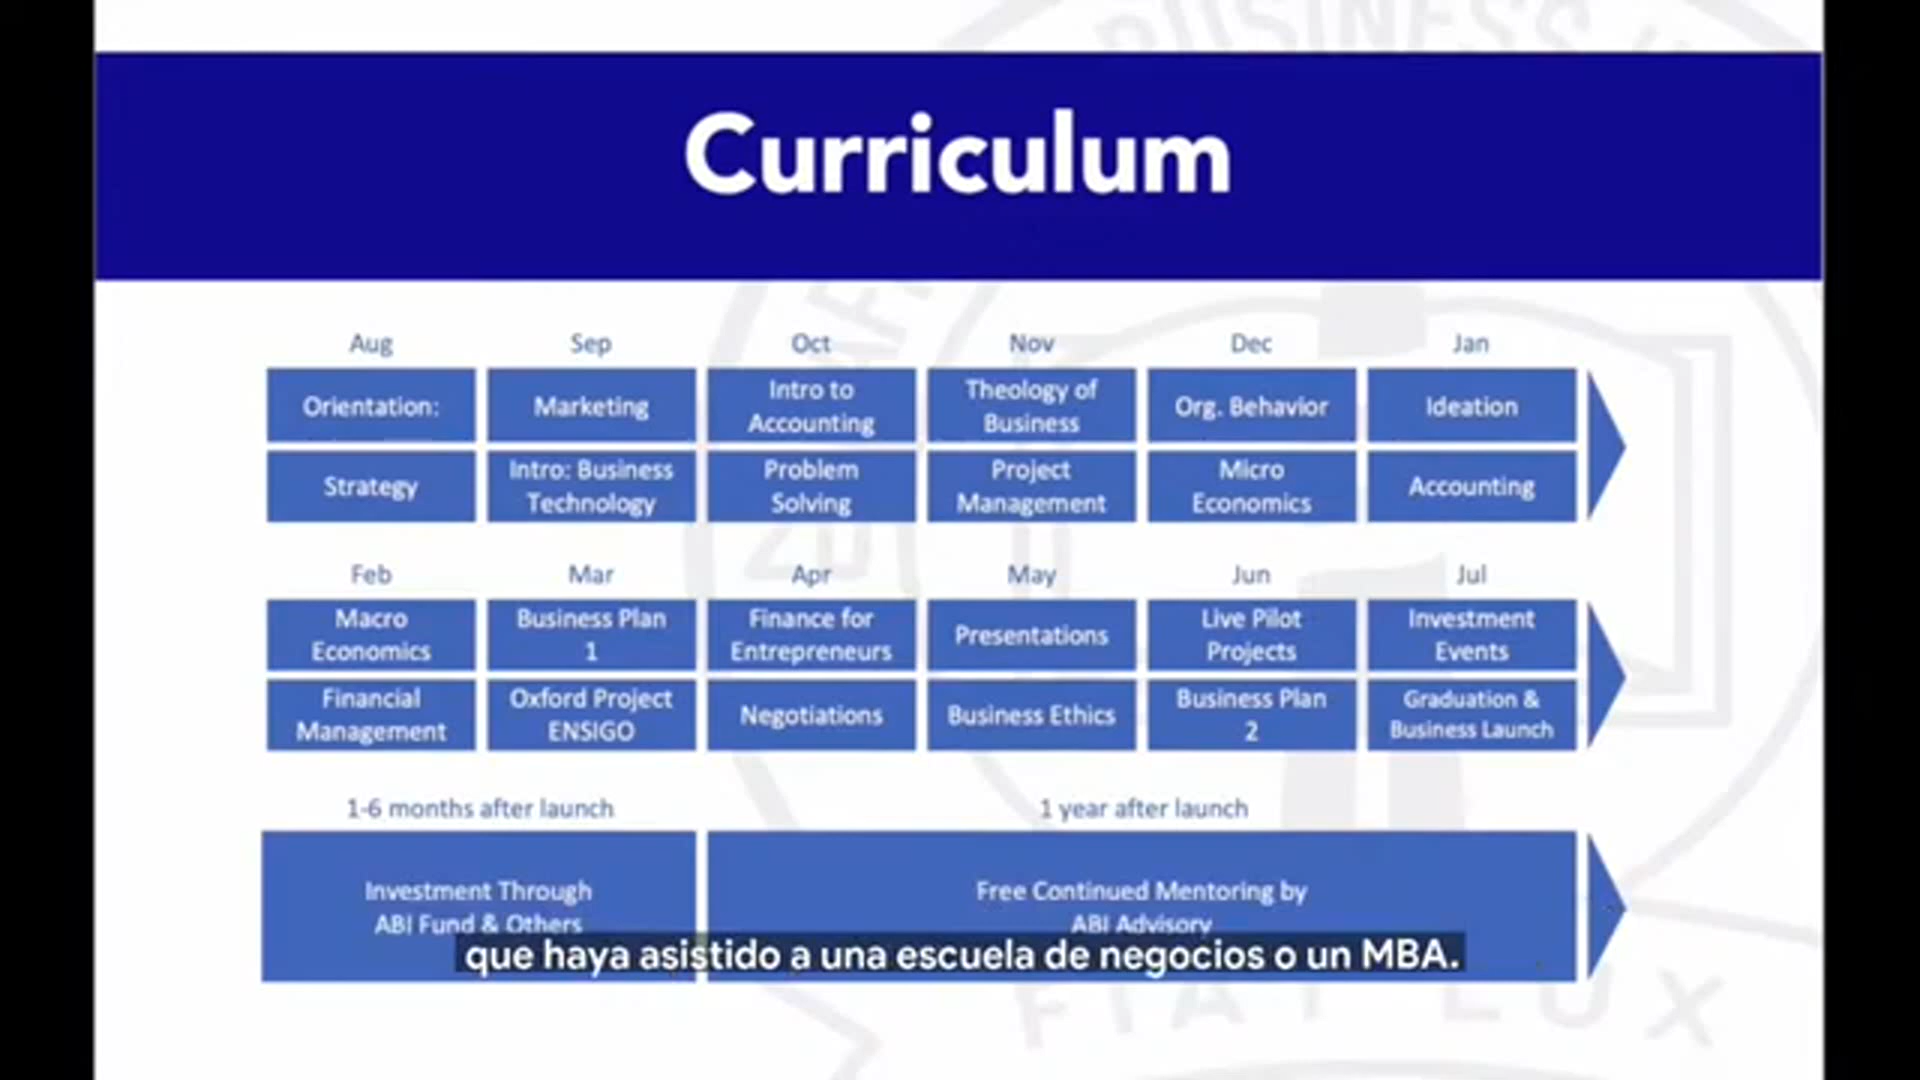 BUSINESS
Curriculum
Aug
Sep
Oct
Nov
Dec
Jan
Orientation:
Marketing
Intro to
Accounting
Theology of
Business
Org. Behavior
Ideation
Strategy
Intro: Business
Technology
Problem
Solving
Project
Management
Micro
Economics
Accounting
Feb
Mar
Apr
May
Jun
Jul
Macro
Economics
Business Plan
1
Finance for
Entrepreneurs
Presentations
Live Pilot
Projects
Investment
Events
Financial
Management
Oxford Project
ENSIGO
Negotiations
Business Ethics
Business Plan
2
Graduation &
Business Launch
1-6 months after launch
1 year after launch
Investment Through
ABI Fund & Others
Free Continued Mentoring by
ABI Advisory
que haya asistido a una escuela de negocios o un MBA.
FIAT LUX